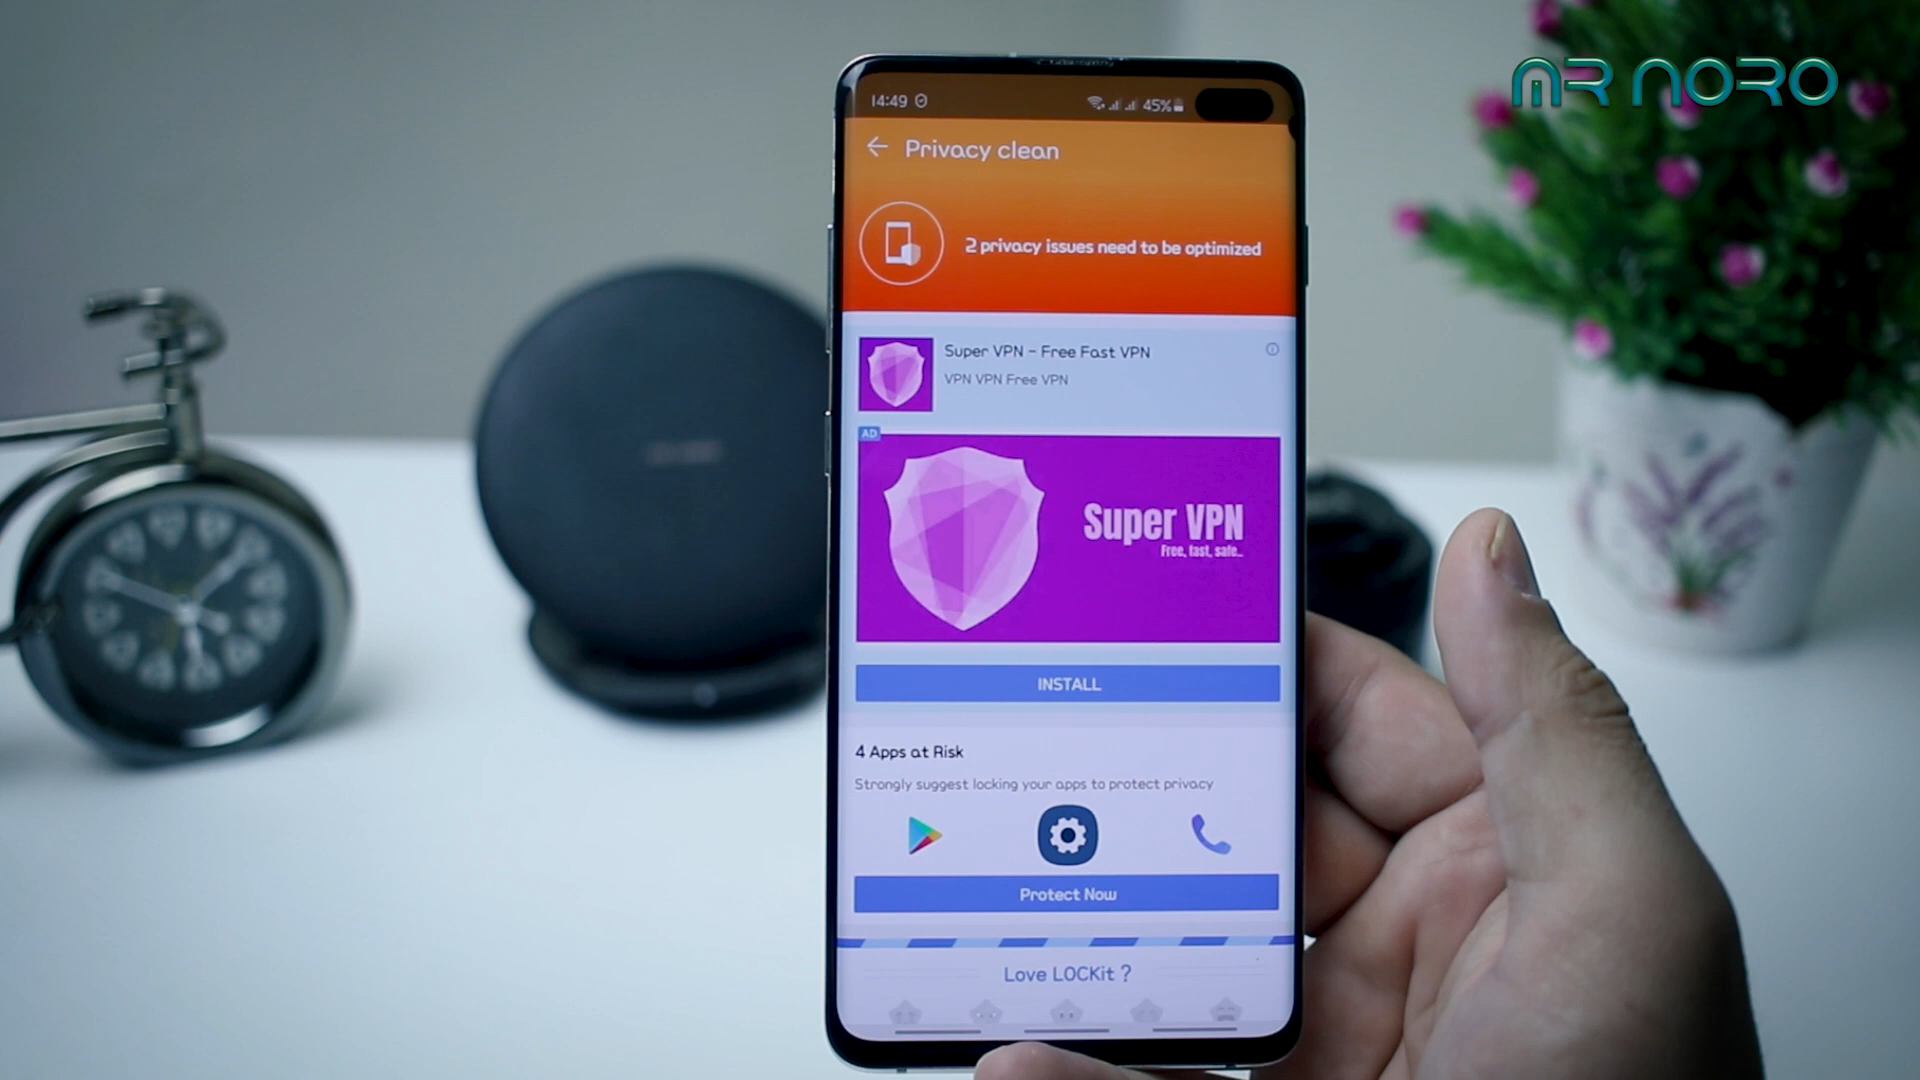 MR NORO
14:49
45%
Privacy clean
2 privacy issues need to be optimized
Super VPN – Free Fast VPN
VPN VPN Free VPN
AD
Super VPN
Free, fast, safe..
INSTALL
4 Apps at Risk
Strongly suggest locking your apps to protect privacy
Protect Now
Love LOCKit ?